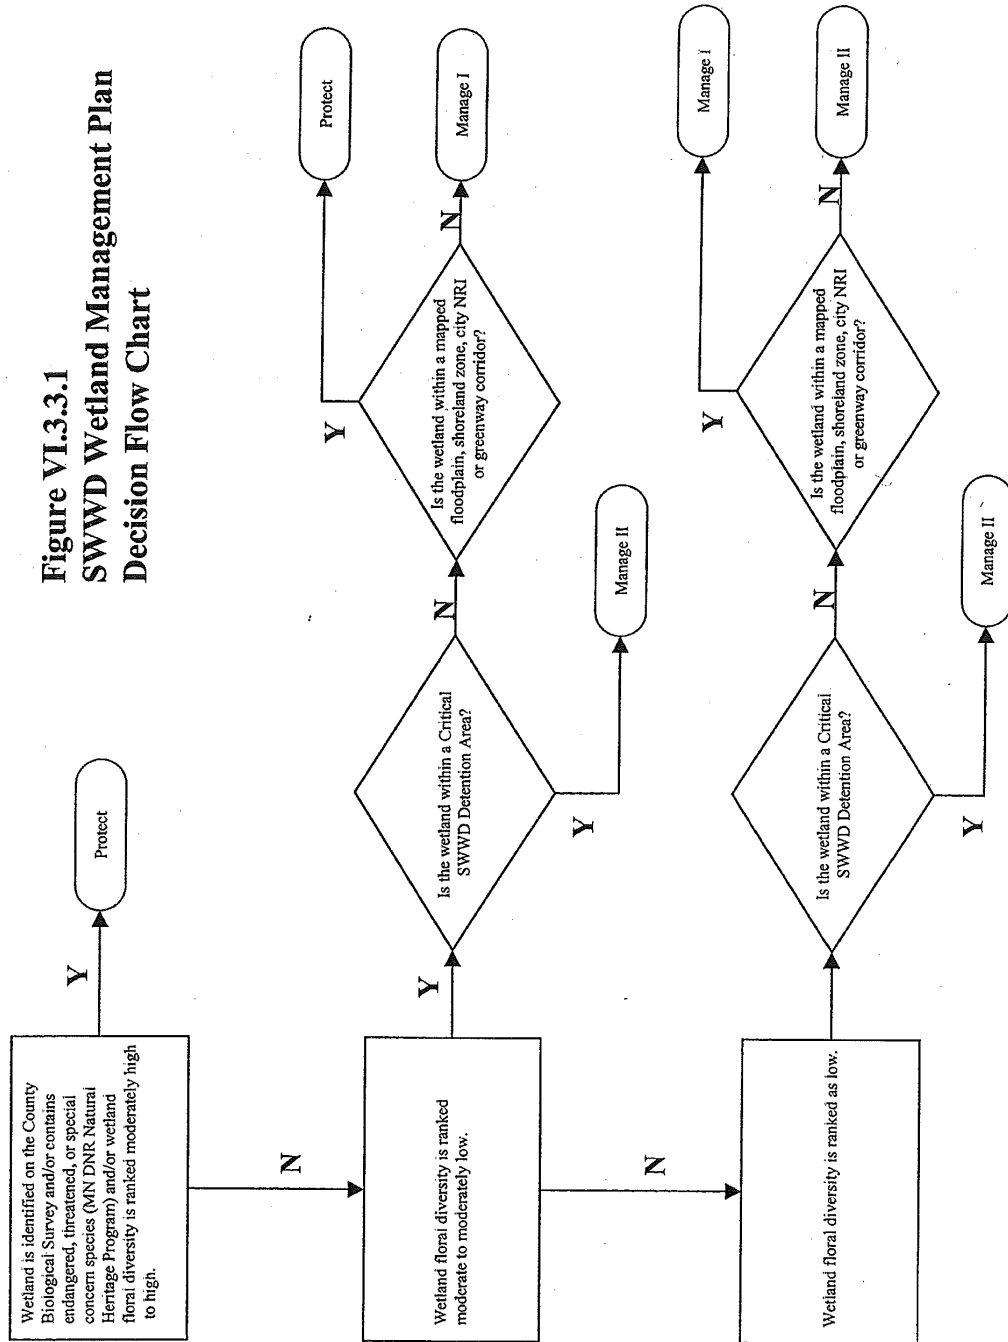 Figure VI.3.3.1
SWWD Wetland Management Plan
Decision Flow Chart
Wetland is identified on the County
Biological Survey and/or contains
endangered, threatened, or special
concern species (MN DNR Natural
Heritage Program) and/or wetland
floral diversity is ranked moderately high
to high.
Y
Protect
N
Wetland floral diversity is ranked
moderate to moderately low.
Y
Is the wetland within a Critical
SWWD Detention Area?
Y
Manage II
N
Is the wetland within a mapped
floodplain, shoreland zone, city NRI
or greenway corridor?
Y
Protect
N
Manage I
N
Wetland floral diversity is ranked as low.
Is the wetland within a Critical
SWWD Detention Area?
Y
Manage II
N
Is the wetland within a mapped
floodplain, shoreland zone, city NRI
or greenway corridor?
Y
Manage I
N
Manage II